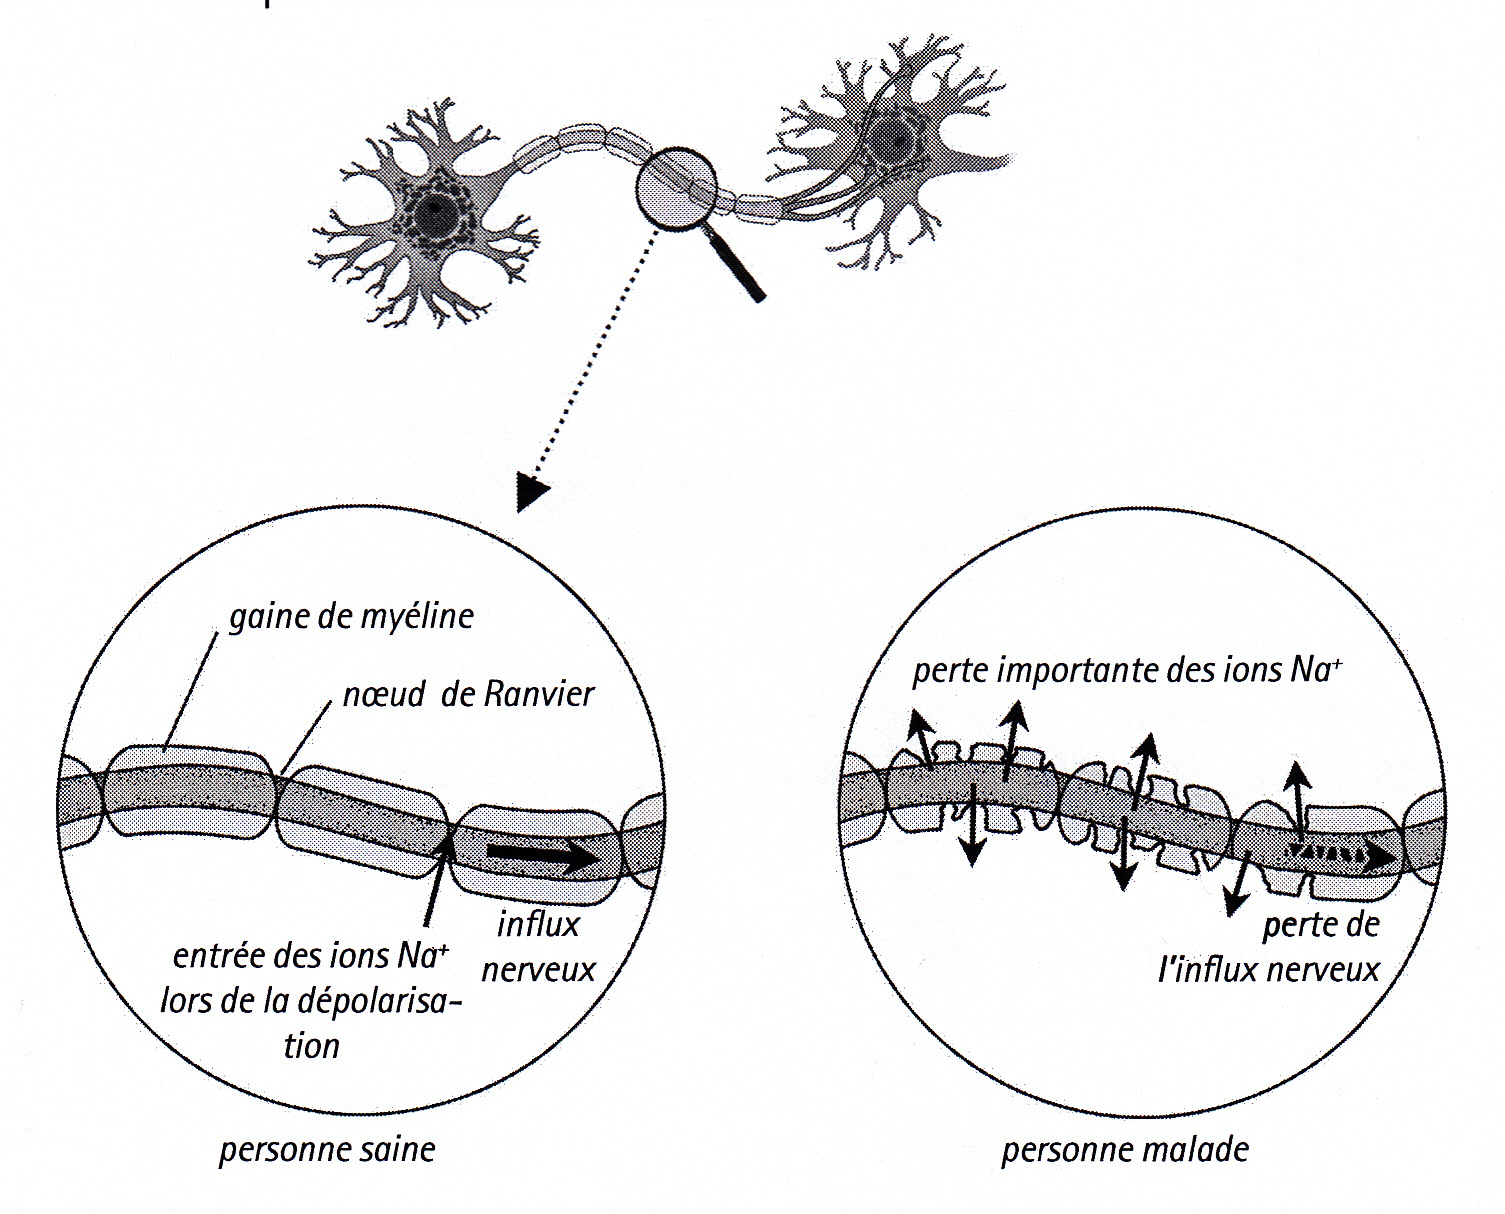 gaine de myéline
nœud de Ranvier
entrée des ions Na⁺
lors de la dépolarisa-
tion
influx
nerveux
personne saine
perte importante des ions Na⁺
perte de
l'influx nerveux
personne malade